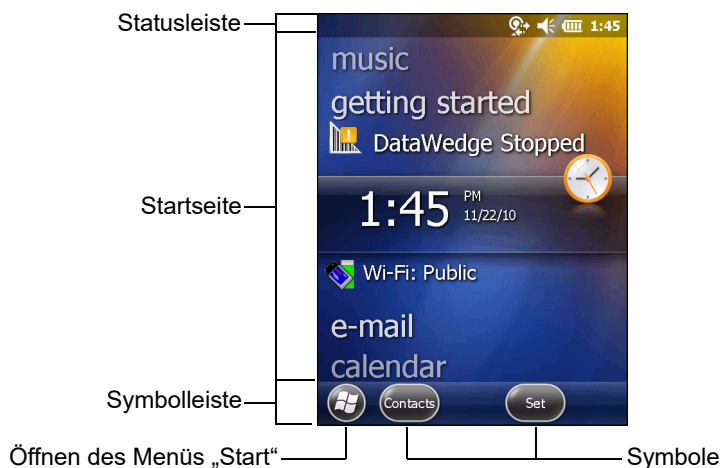 Statusleiste
1:45
music
getting started
DataWedge Stopped
Startseite
1:45 PM
11/22/10
Wi-Fi: Public
e-mail
calendar
Symbolleiste
Contacts
Set
Öffnen des Menüs „Start“
Symbole